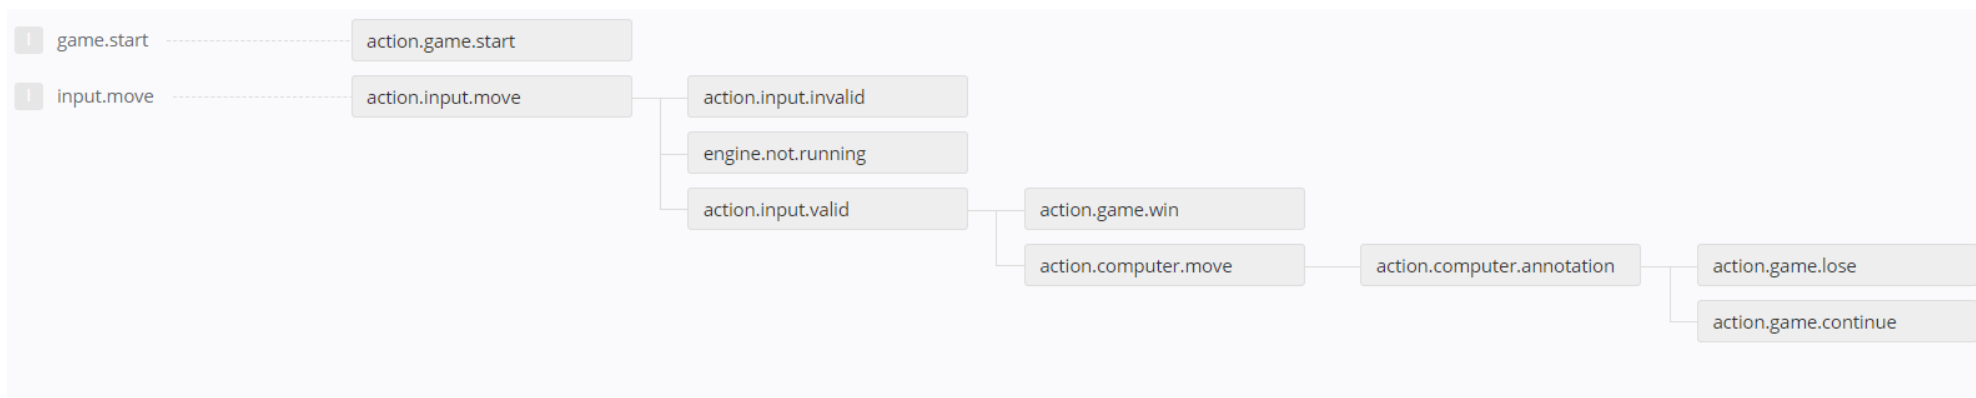 game.start
action.game.start
input.move
action.input.move
action.input.invalid
engine.not.running
action.input.valid
action.game.win
action.computer.move
action.computer.annotation
action.game.lose
action.game.continue